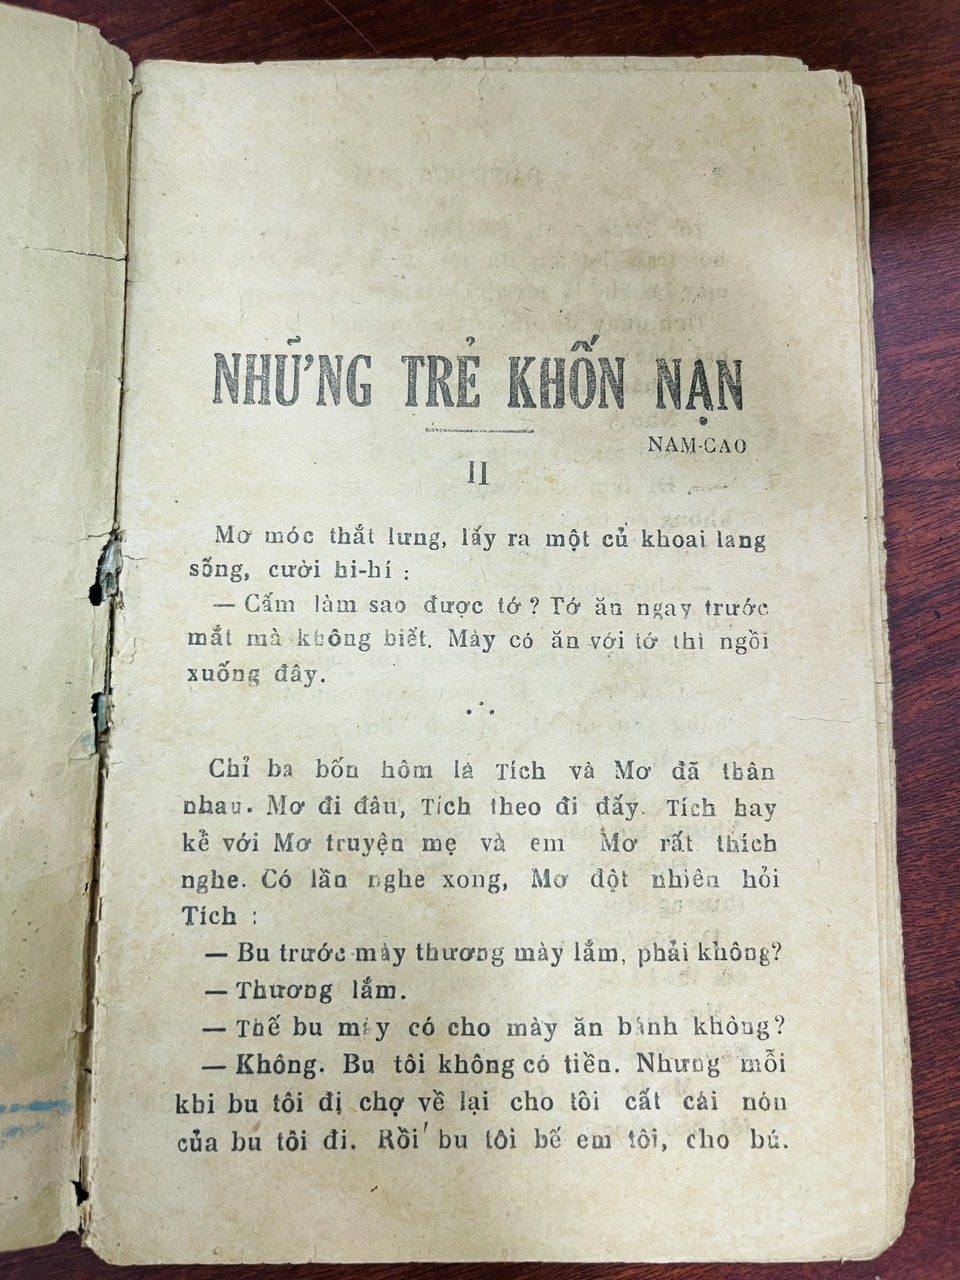 NHỮNG TRẺ KHỐN NẠN
NAM-CAO
II
Mơ móc thắt lưng, lấy ra một củ khoai lang
sống, cười hi-hí :
— Cấm làm sao được tớ ? Tớ ăn ngay trước
mắt mà không biết. Mày có ăn với tớ thì ngồi
xuống đây.
Chỉ ba bốn hôm là Tích và Mơ đã thân
nhau. Mơ đi đâu, Tích theo đi đấy. Tích hay
kể với Mơ truyện mẹ và em Mơ rất thích
nghe. Có lần nghe xong, Mơ đột nhiên hỏi
Tích :
— Bu trước mày thương mày lắm, phải không?
— Thương lắm.
— Thế bu mày có cho mày ăn bánh không?
— Không. Bu tôi không có tiền. Nhưng mỗi
khi bu tôi đị chợ về lại cho tôi cất cái nón
của bu tôi đi. Rồi bu tôi bế em tôi, cho bú.